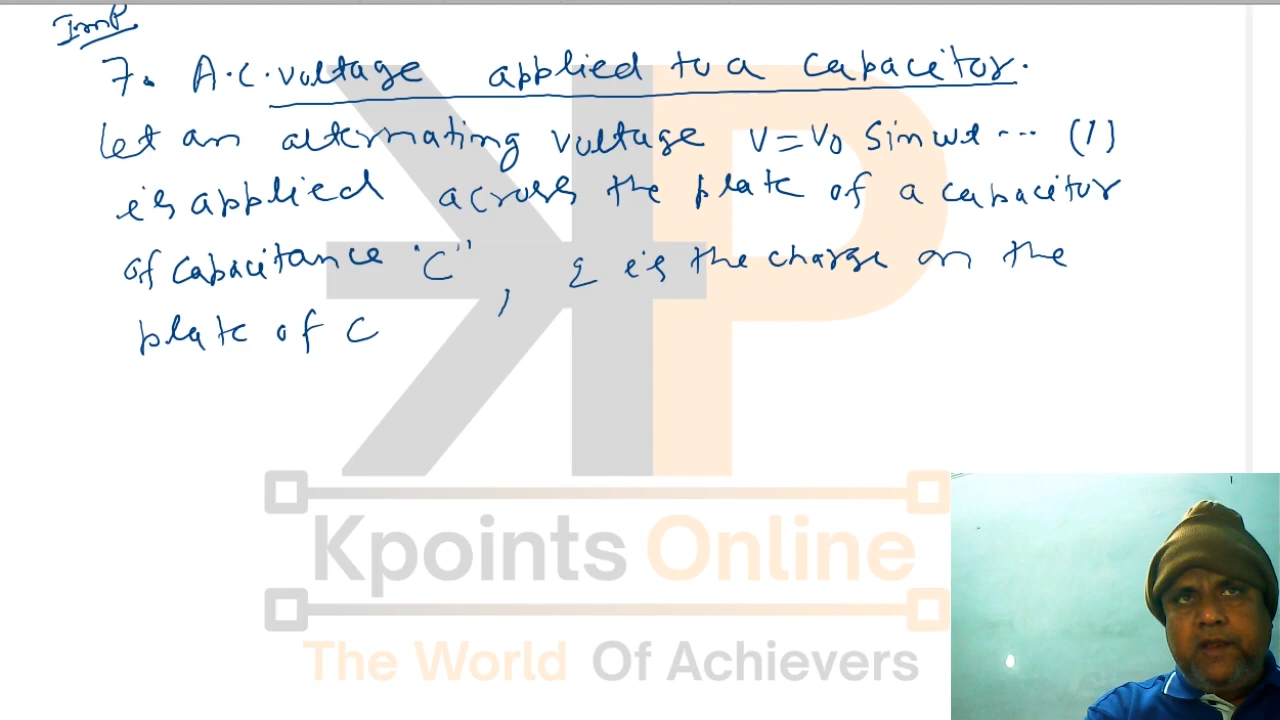 Imp
7. A.C. voltage applied to a capacitor.
Let an alternating voltage V = V0 Sin wt --- (1)
is applied across the plate of a capacitor
of capacitance "C" , q is the charge on the
plate of C
Kpoints Online
The World Of Achievers